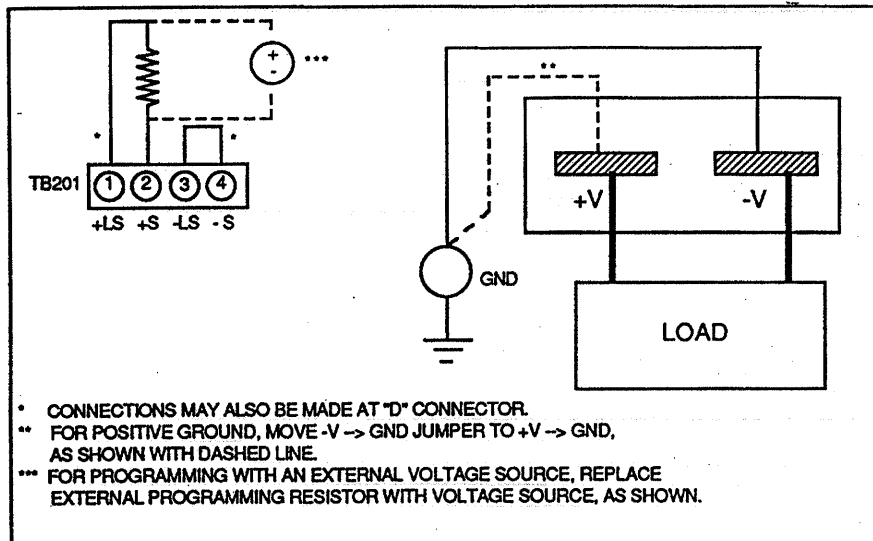 +
-
***
**
*
*
TB201
1 2 3 4
+LS +S -LS -S
+V
-V
GND
LOAD
* CONNECTIONS MAY ALSO BE MADE AT "D" CONNECTOR.
** FOR POSITIVE GROUND, MOVE -V --> GND JUMPER TO +V --> GND,
AS SHOWN WITH DASHED LINE.
*** FOR PROGRAMMING WITH AN EXTERNAL VOLTAGE SOURCE, REPLACE
EXTERNAL PROGRAMMING RESISTOR WITH VOLTAGE SOURCE, AS SHOWN.